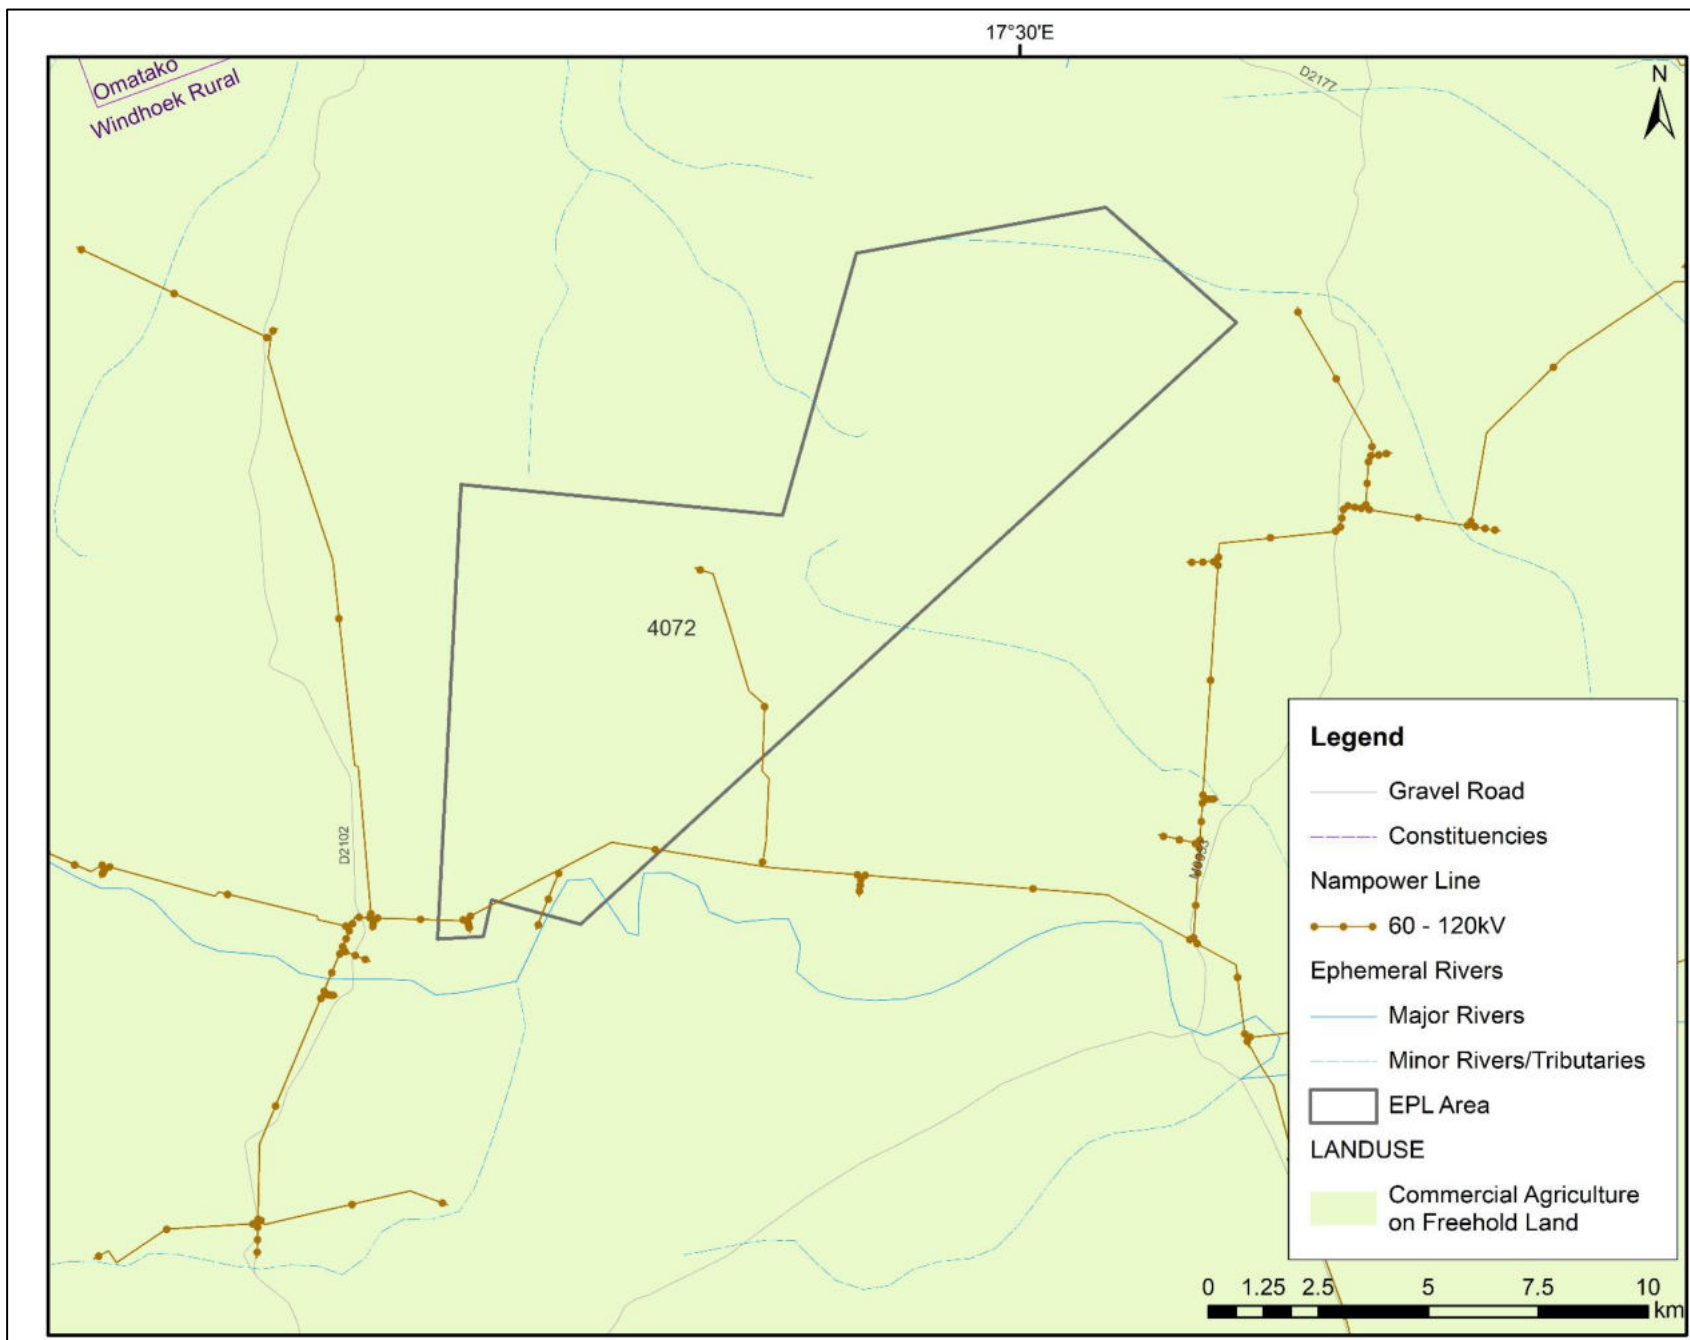 17°30'E
Omatako
Windhoek Rural
D2177
N
4072
D2102
Legend
Gravel Road
Constituencies
Nampower Line
60 - 120kV
Ephemeral Rivers
Major Rivers
Minor Rivers/Tributaries
EPL Area
LANDUSE
Commercial Agriculture
on Freehold Land
0 1.25 2.5 5 7.5 10
km